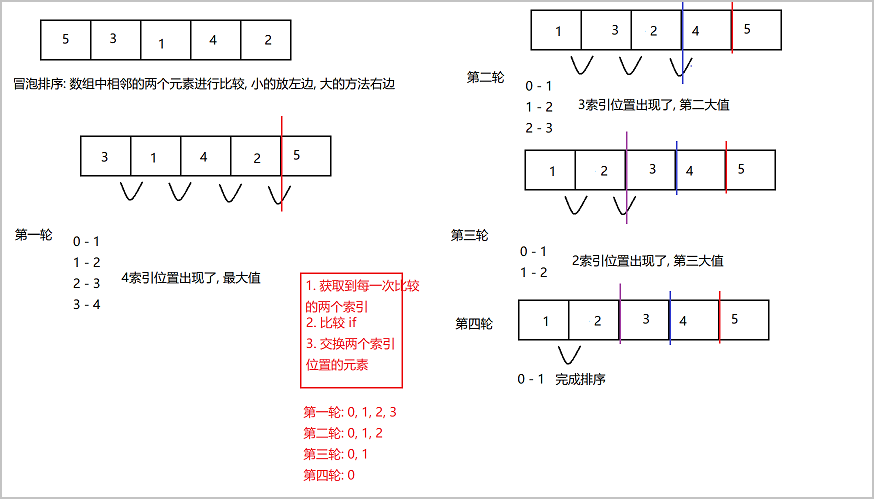 5 3 1 4 2
冒泡排序: 数组中相邻的两个元素进行比较, 小的放左边, 大的方法右边
3 1 4 2 5
第一轮
0 - 1
1 - 2
2 - 3
3 - 4
4索引位置出现了, 最大值
1. 获取到每一次比较
的两个索引
2. 比较 if
3. 交换两个索引
位置的元素
第一轮: 0, 1, 2, 3
第二轮: 0, 1, 2
第三轮: 0, 1
第四轮: 0
1 3 2 4 5
第二轮
0 - 1
1 - 2
2 - 3
3索引位置出现了, 第二大值
1 2 3 4 5
第三轮
0 - 1
1 - 2
2索引位置出现了, 第三大值
1 2 3 4 5
第四轮
0 - 1 完成排序